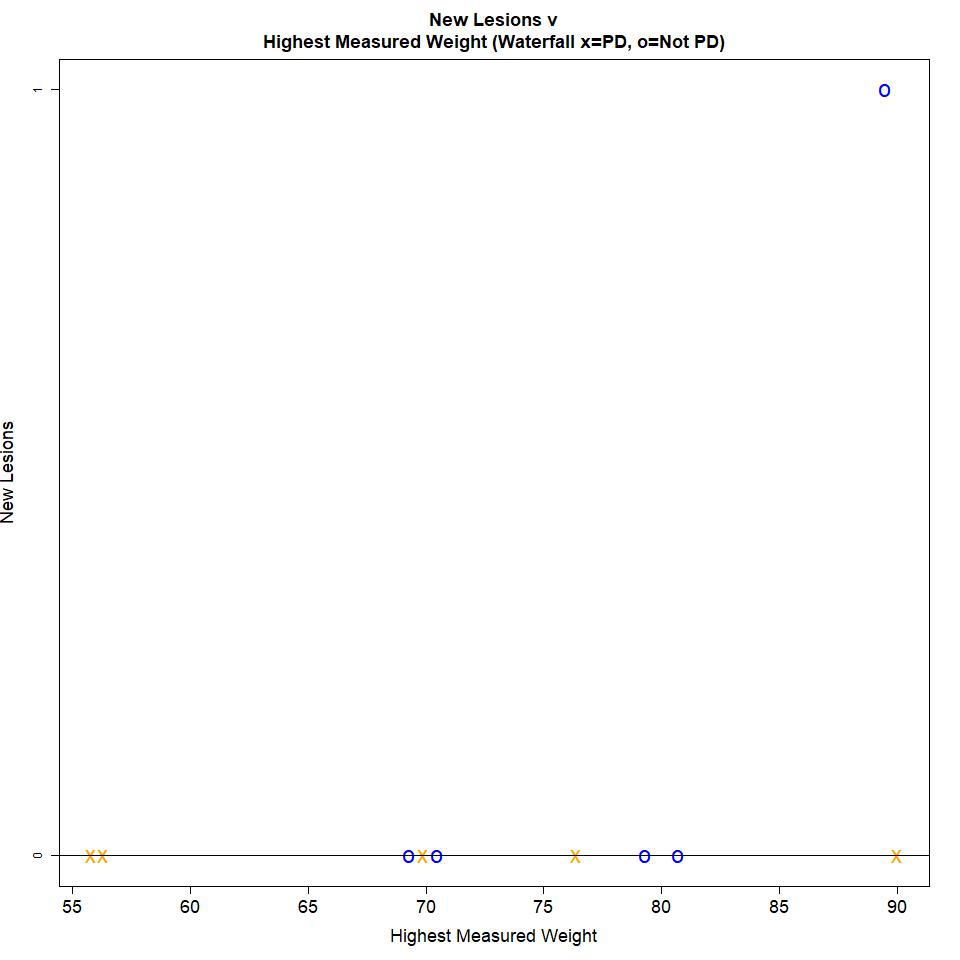 New Lesions v
Highest Measured Weight (Waterfall x=PD, o=Not PD)
New Lesions
1
0
o
x x o x o x o o x
55 60 65 70 75 80 85 90
Highest Measured Weight